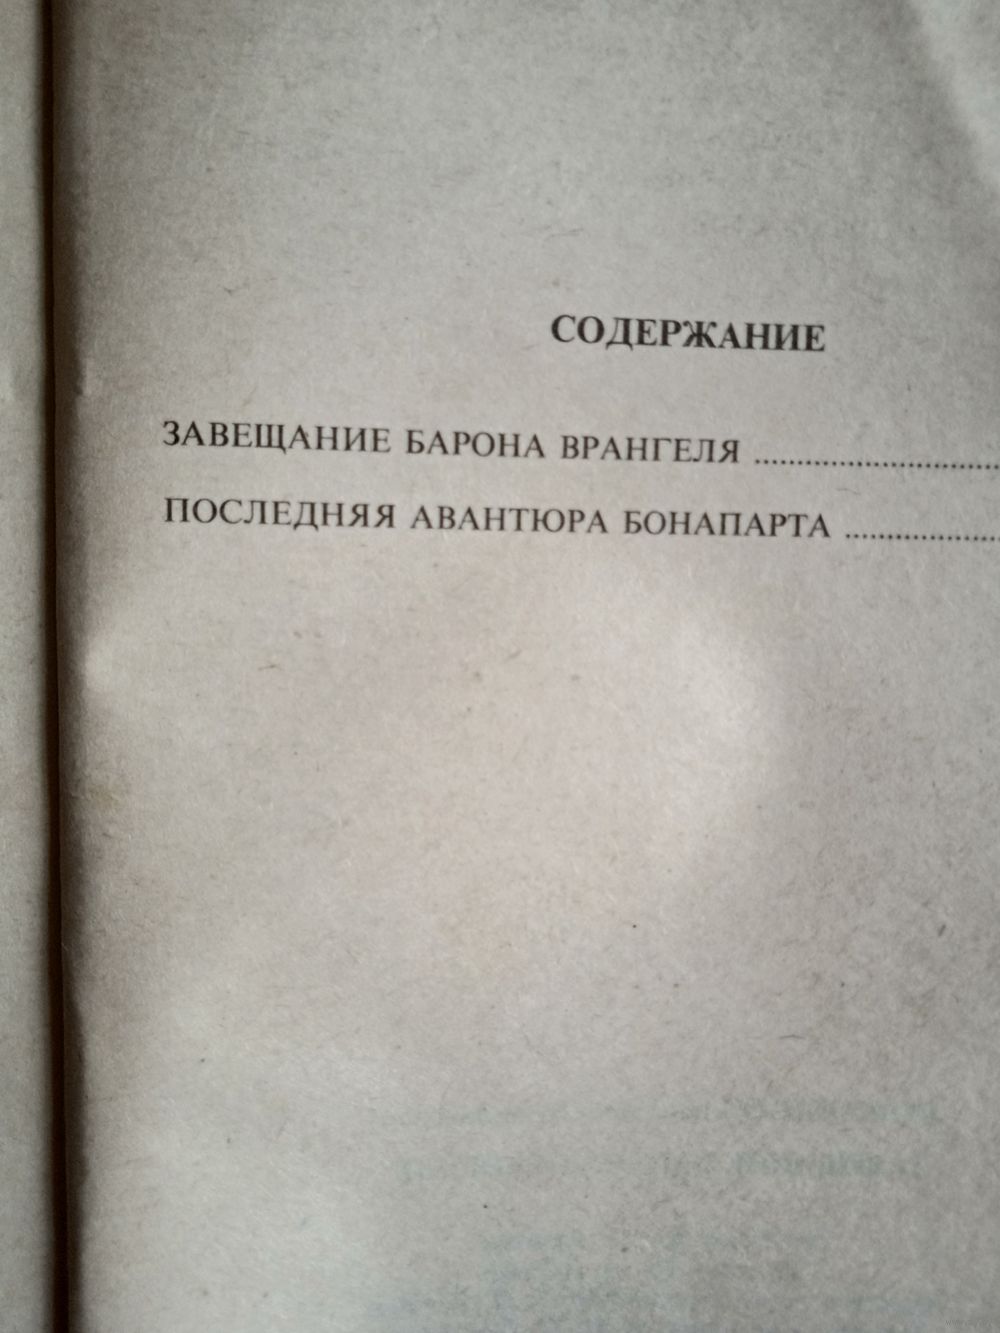 СОДЕРЖАНИЕ
ЗАВЕЩАНИЕ БАРОНА ВРАНГЕЛЯ ........................
ПОСЛЕДНЯЯ АВАНТЮРА БОНАПАРТА ...............